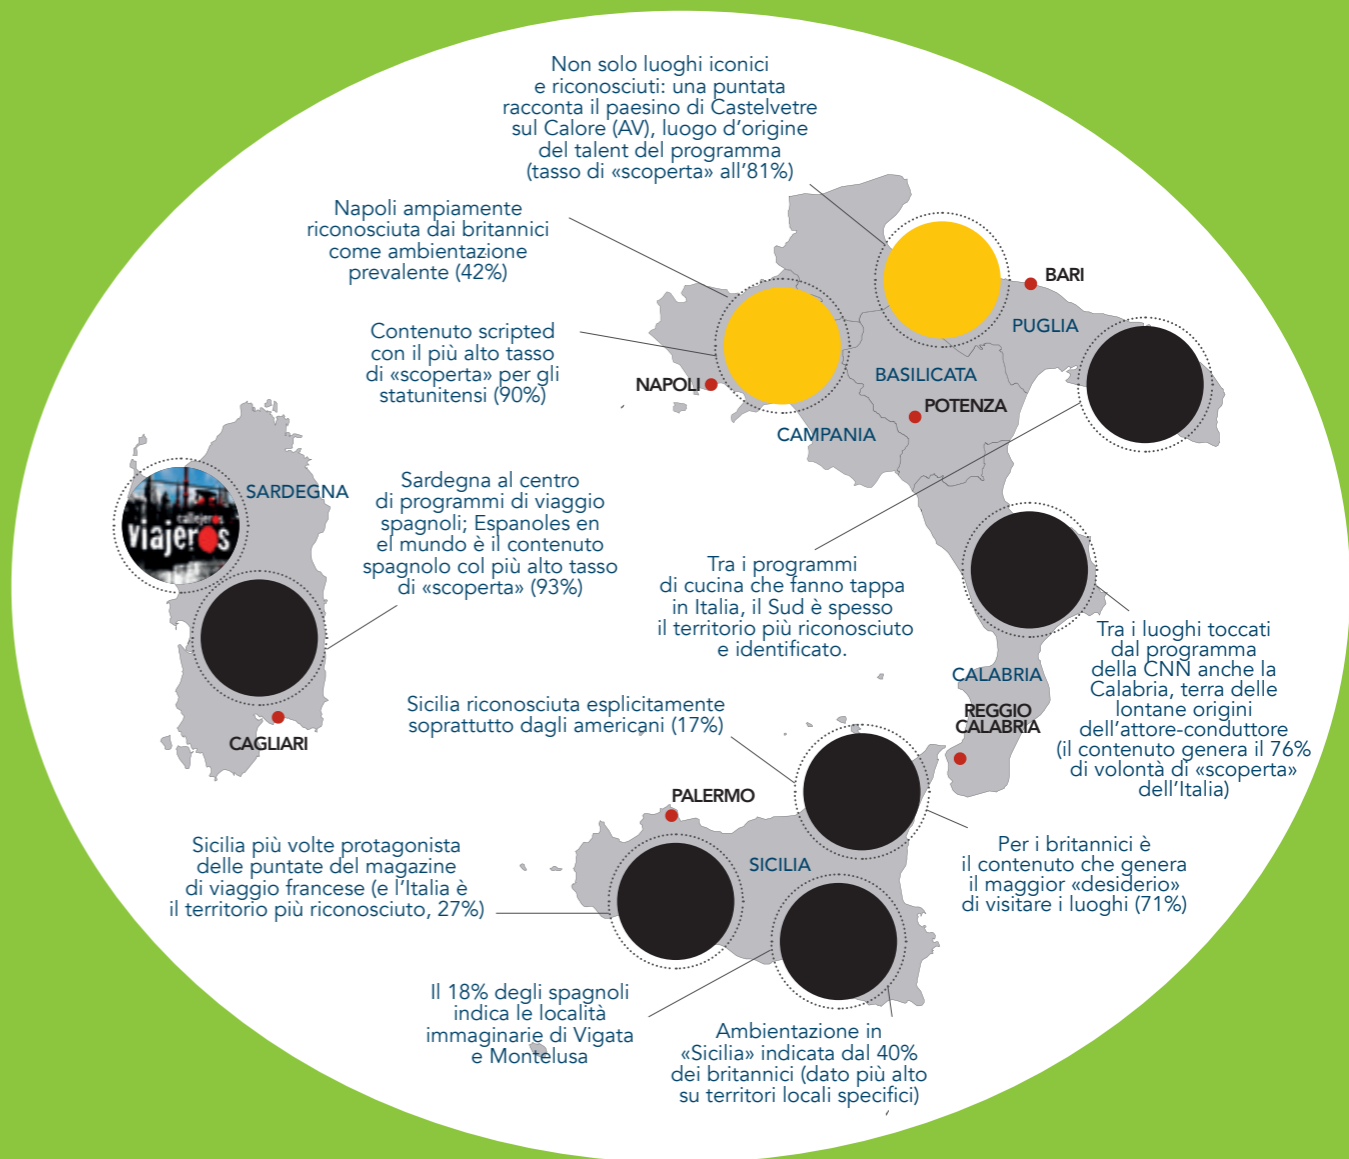 Non solo luoghi iconici
e riconosciuti: una puntata
racconta il paesino di Castelvetre
sul Calore (AV), luogo d'origine
del talent del programma
(tasso di «scoperta» all'81%)
Napoli ampiamente
riconosciuta dai britannici
come ambientazione
prevalente (42%)
Contenuto scripted
con il più alto tasso
di «scoperta» per gli
statunitensi (90%)
BARI
PUGLIA
BASILICATA
NAPOLI
POTENZA
CAMPANIA
SARDEGNA
callejeros
viajeros
Sardegna al centro
di programmi di viaggio
spagnoli; Espanoles en
el mundo è il contenuto
spagnolo col più alto tasso
di «scoperta» (93%)
CAGLIARI
Tra i programmi
di cucina che fanno tappa
in Italia, il Sud è spesso
il territorio più riconosciuto
e identificato.
Tra i luoghi toccati
dal programma
della CNN anche la
Calabria, terra delle
lontane origini
dell'attore-conduttore
(il contenuto genera il 76%
di volontà di «scoperta»
dell'Italia)
CALABRIA
REGGIO
CALABRIA
Sicilia riconosciuta esplicitamente
soprattutto dagli americani (17%)
PALERMO
SICILIA
Sicilia più volte protagonista
delle puntate del magazine
di viaggio francese (e l'Italia è
il territorio più riconosciuto, 27%)
Per i britannici è
il contenuto che genera
il maggior «desiderio»
di visitare i luoghi (71%)
Il 18% degli spagnoli
indica le località
immaginarie di Vigata
e Montelusa
Ambientazione in
«Sicilia» indicata dal 40%
dei britannici (dato più alto
su territori locali specifici)